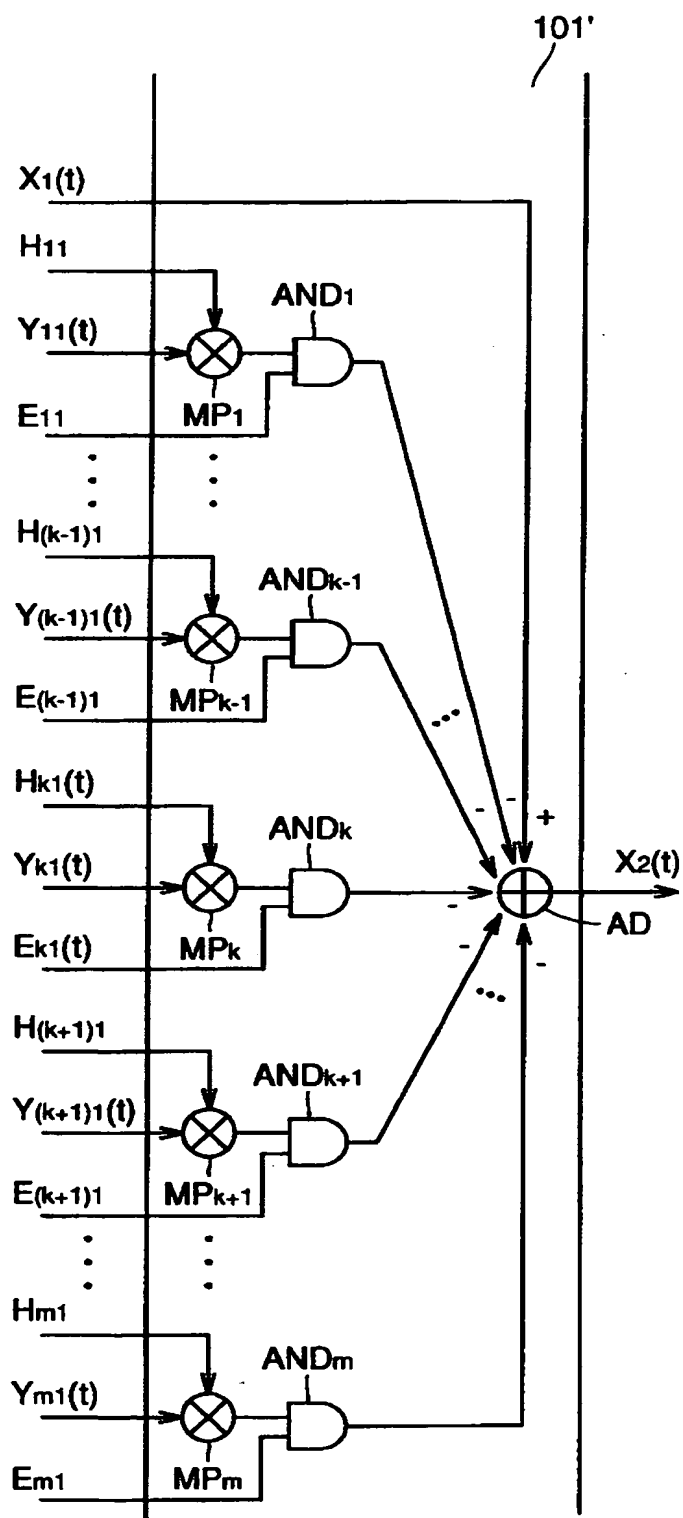 101'
X1(t)
H11
AND1
Y11(t)
MP1
E11
H(k-1)1
ANDk-1
Y(k-1)1(t)
MPk-1
E(k-1)1
Hk1(t)
ANDk
- - +
Yk1(t)
X2(t)
-
AD
MPk
Ek1(t)
- -
H(k+1)1
ANDk+1
Y(k+1)1(t)
MPk+1
E(k+1)1
Hm1
ANDm
Ym1(t)
MPm
Em1